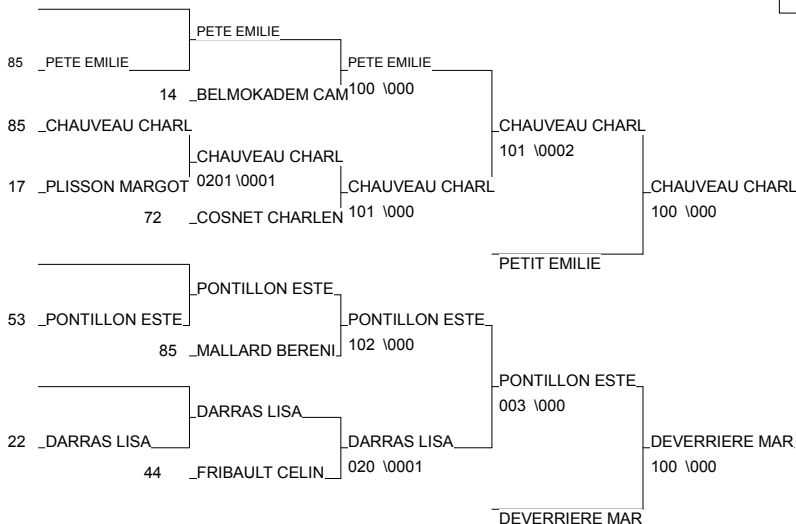 PETE EMILIE
85 PETE EMILIE PETE EMILIE
14 BELMOKADEM CAM 100 \000
85 CHAUVEAU CHARL CHAUVEAU CHARL
101 \0002
CHAUVEAU CHARL
17 PLISSON MARGOT 0201 \0001 CHAUVEAU CHARL CHAUVEAU CHARL
72 COSNET CHARLEN 101 \000 100 \000
PETIT EMILIE
PONTILLON ESTE
53 PONTILLON ESTE PONTILLON ESTE
85 MALLARD BERENI 102 \000
PONTILLON ESTE
003 \000
DARRAS LISA
22 DARRAS LISA DARRAS LISA DEVERRIERE MAR
44 FRIBAULT CELIN 020 \0001 100 \000
DEVERRIERE MAR